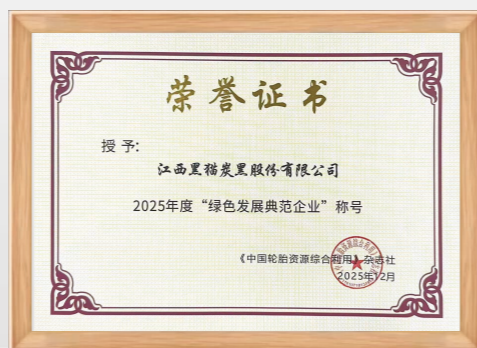 荣誉证书
授予:
江西黑猫炭黑股份有限公司
2025年度“绿色发展典范企业”称号
《中国轮胎资源综合利用》杂志社
2025年12月